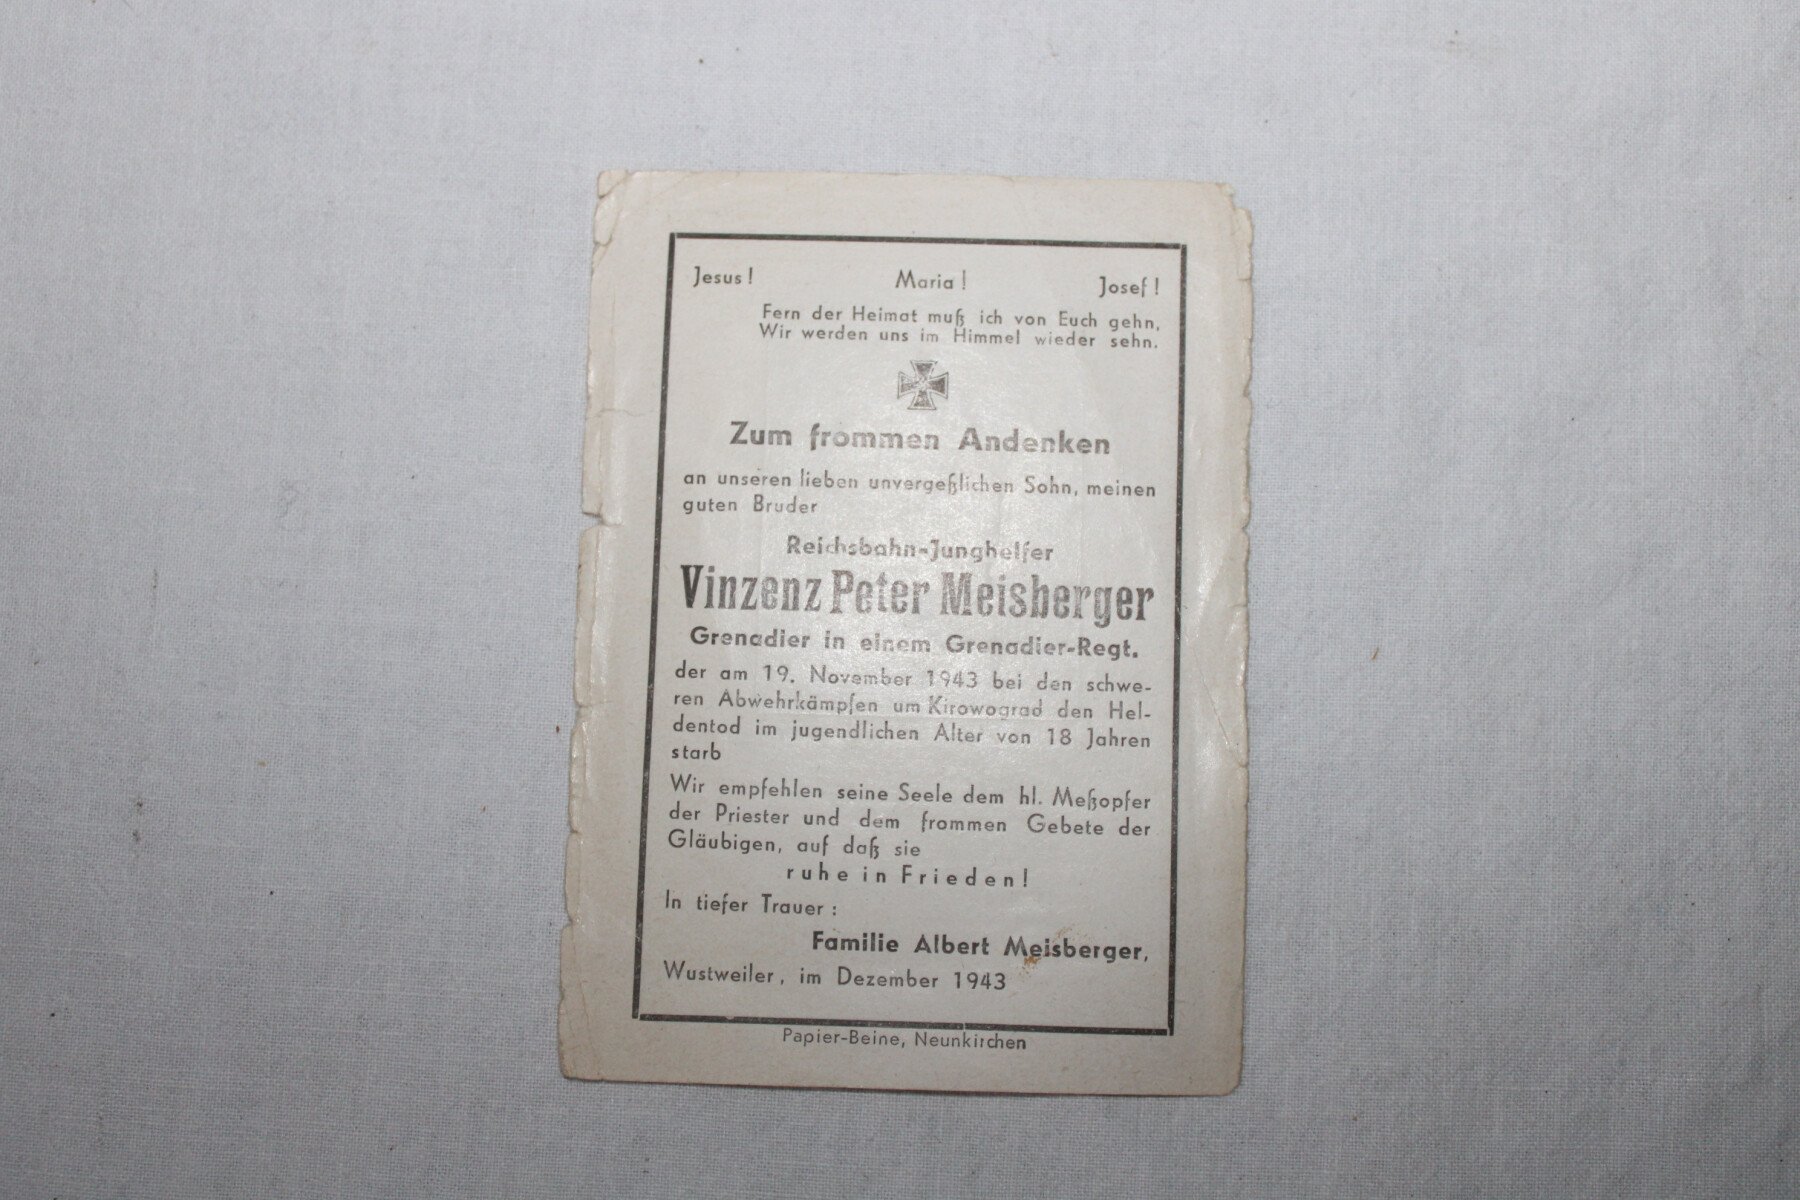 Jesus! Maria! Josef!
Fern der Heimat muß ich von Euch gehn,
Wir werden uns im Himmel wieder sehn.
Zum frommen Andenken
an unseren lieben unvergeßlichen Sohn, meinen
guten Bruder
Reichsbahn-Junghelfer
Vinzenz Peter Meisberger
Grenadier in einem Grenadier-Regt.
der am 19. November 1943 bei den schwe-
ren Abwehrkämpfen um Kirowograd den Hel-
dentod im jugendlichen Alter von 18 Jahren
starb
Wir empfehlen seine Seele dem hl. Meßopfer
der Priester und dem frommen Gebete der
Gläubigen, auf daß sie
ruhe in Frieden!
In tiefer Trauer:
Familie Albert Meisberger,
Wustweiler, im Dezember 1943
Papier-Beine, Neunkirchen